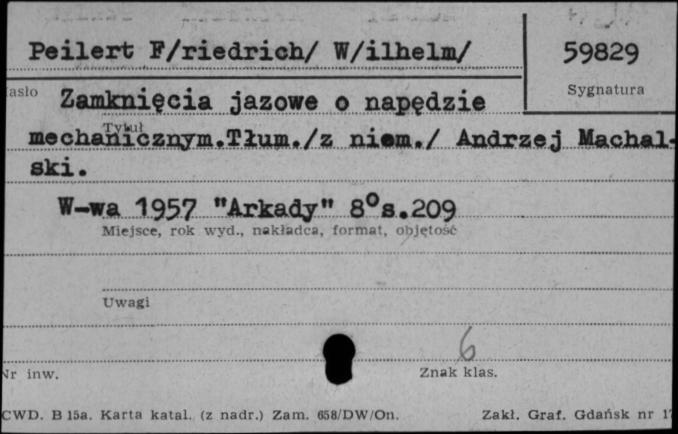 Peilert F/riedrich/ W/ilhelm/
59829
Sygnatura
asło
Zamknięcia jazowe o napędzie
Tytuł
mechanicznym.Tłum./z niem./ Andrzej Machal-
ski.
W-wa 1957 "Arkady" 8°s.209
Miejsce, rok wyd., nakładca, format, objętość
Uwagi
6
Nr inw.
Znak klas.
CWD. B 15a. Karta katal. (z nadr.) Zam. 658/DW/On.
Zakł. Graf. Gdańsk nr 1